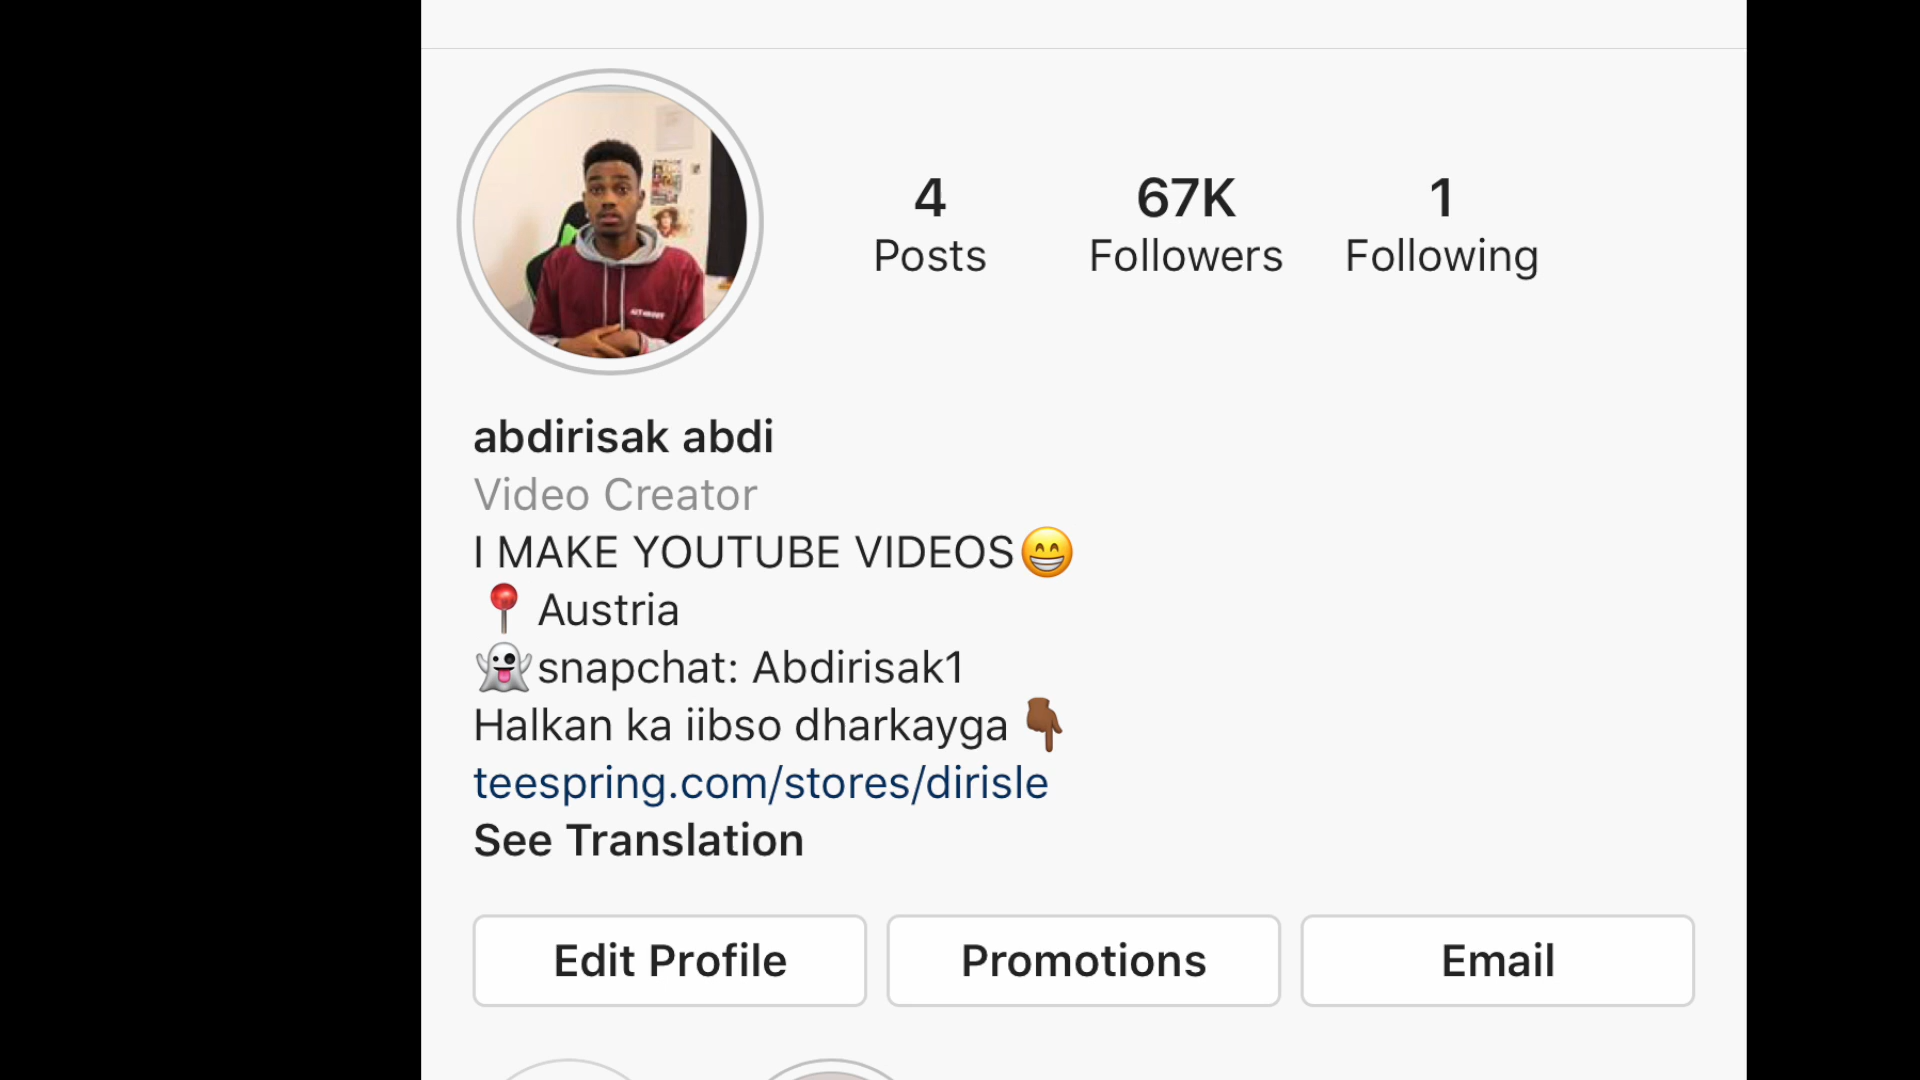 4
67K
1
Posts
Followers
Following
abdirisak abdi
Video Creator
I MAKE YOUTUBE VIDEOS😁
📍 Austria
👻snapchat: Abdirisak1
Halkan ka iibso dharkayga 👇🏾
teespring.com/stores/dirisle
See Translation
Edit Profile
Promotions
Email